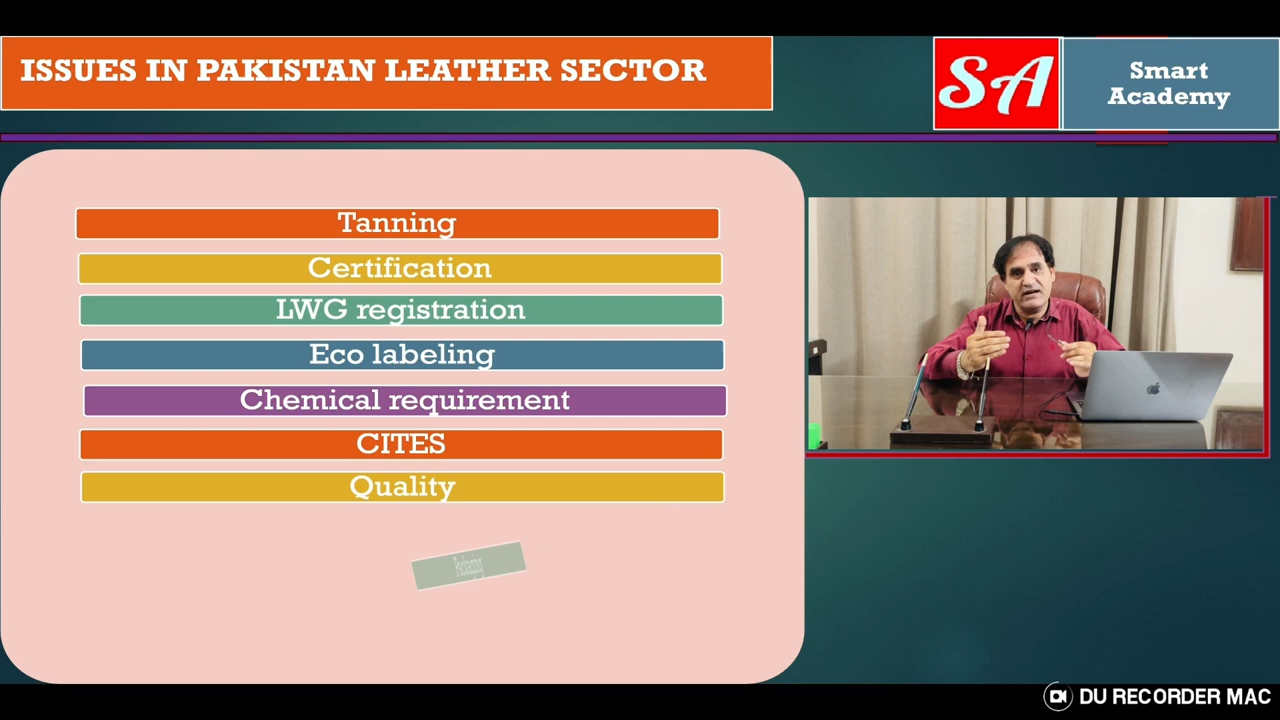 ISSUES IN PAKISTAN LEATHER SECTOR
SA
Smart
Academy
Tanning
Certification
LWG registration
Eco labeling
Chemical requirement
CITES
Quality
DU RECORDER MAC